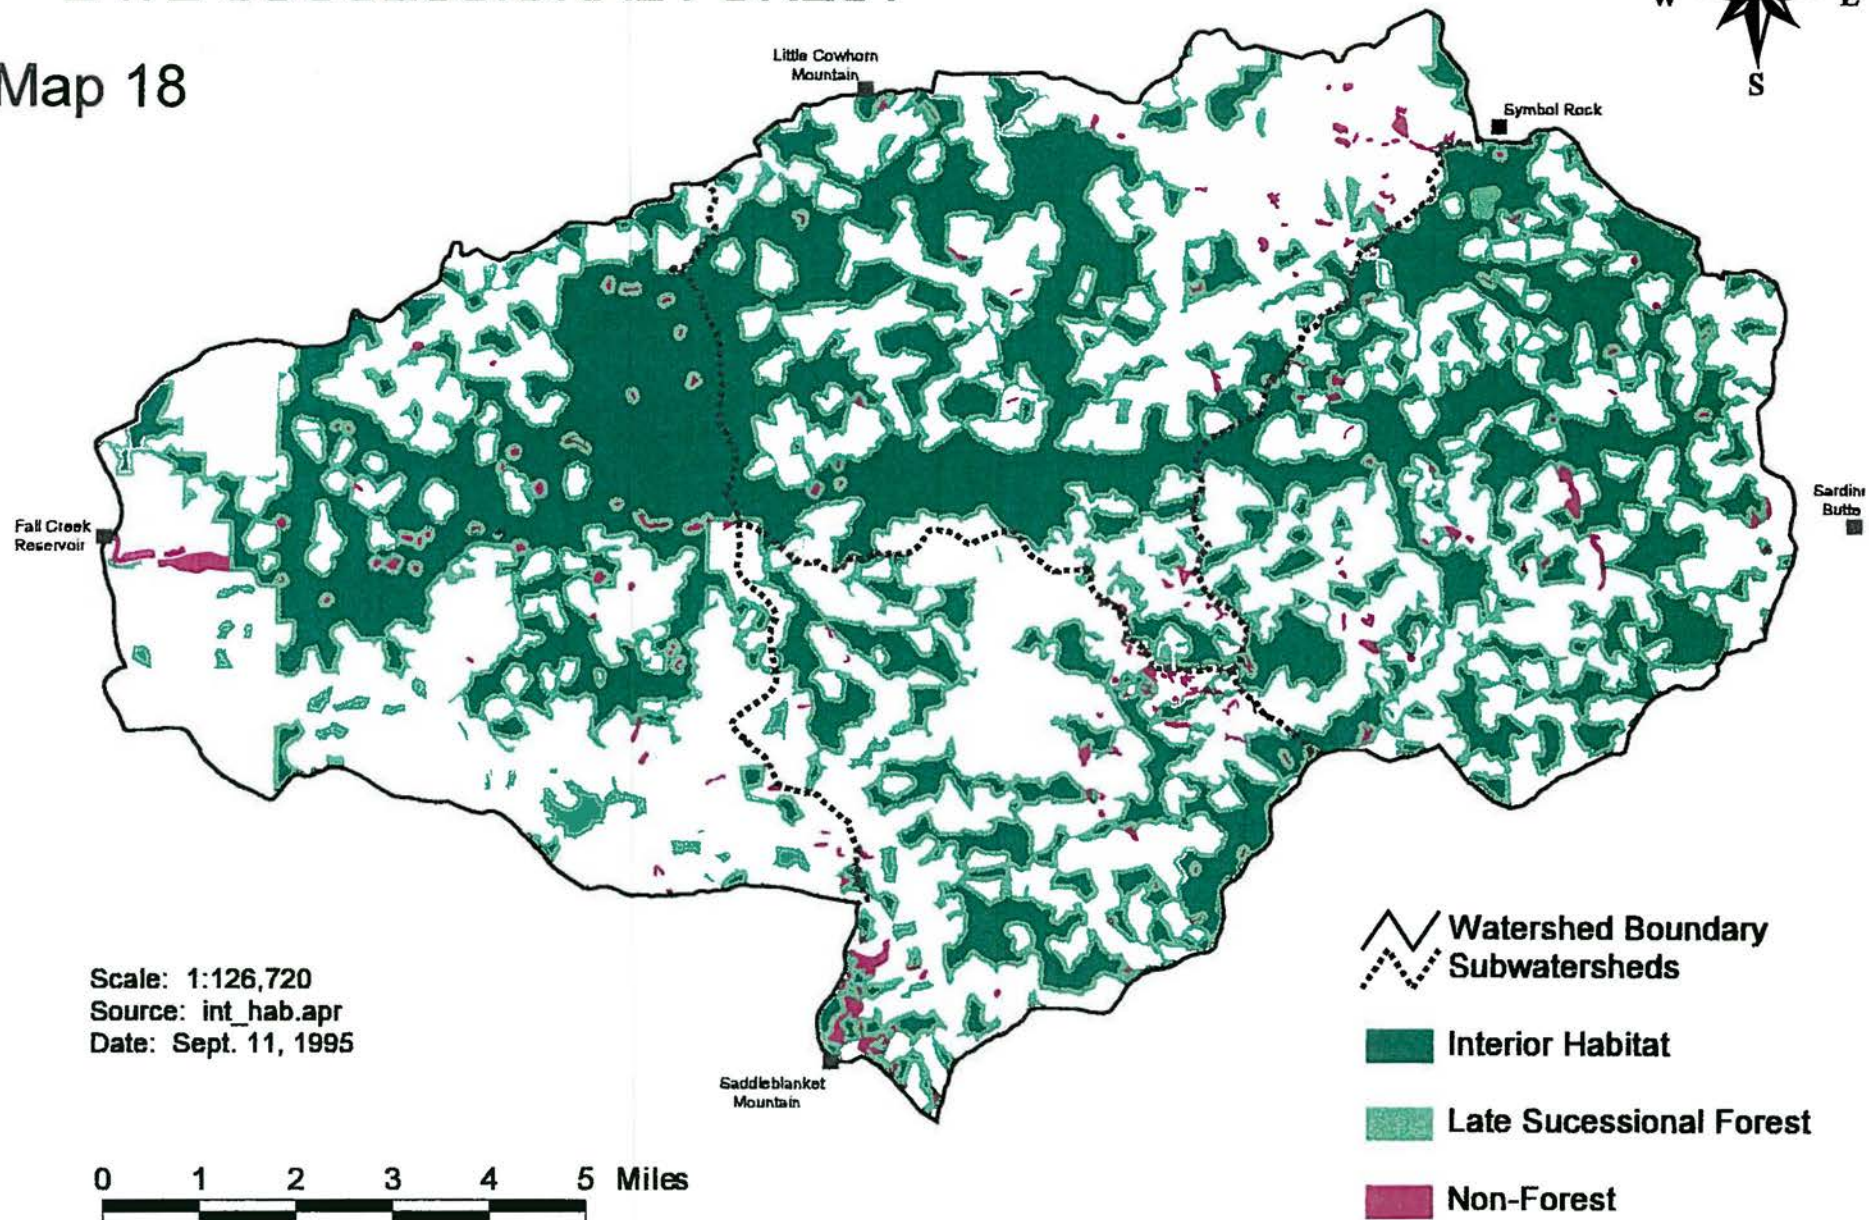 Map 18
W
E
S
Little Cowhorn
Mountain
Symbol Rock
Fall Creek
Reservoir
Sardin
Butte
Saddleblanket
Mountain
Scale: 1:126,720
Source: int_hab.apr
Date: Sept. 11, 1995
0 1 2 3 4 5 Miles
Watershed Boundary
Subwatersheds
Interior Habitat
Late Sucessional Forest
Non-Forest